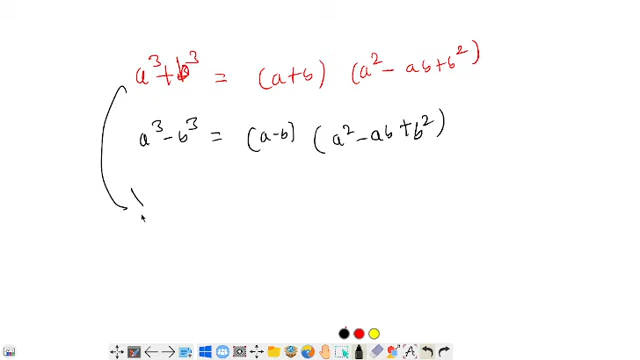 a³+b³ = (a+b) (a²- ab+b²)
a³-b³ = (a-b) (a²-ab+b²)